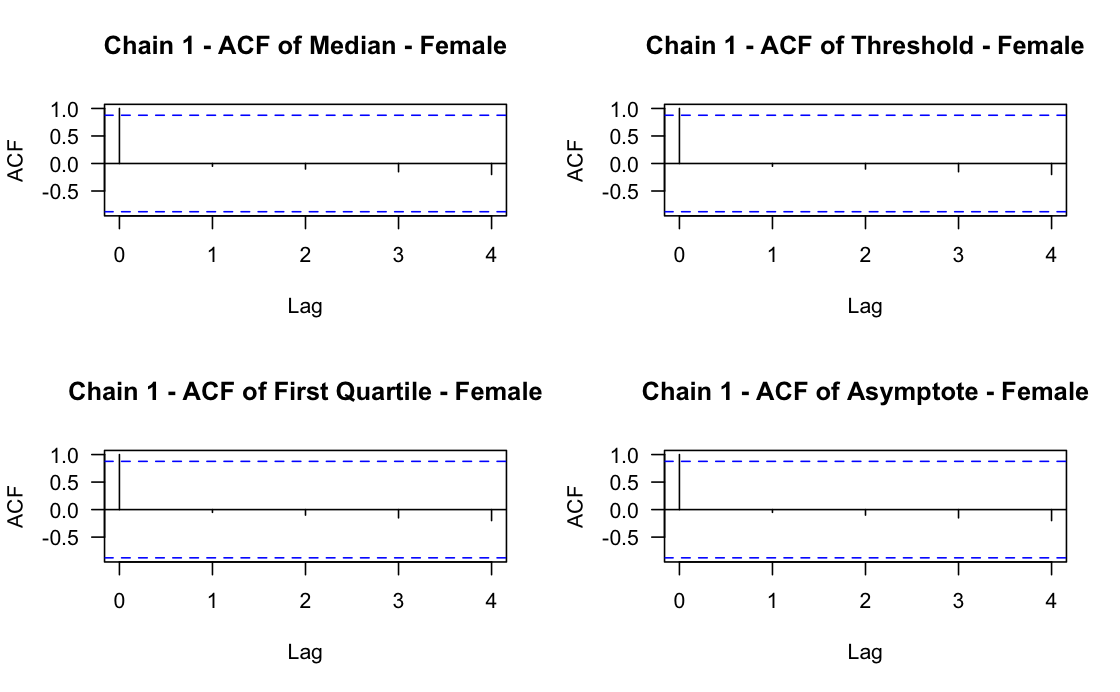 Chain 1 - ACF of Median - Female
ACF
1.0
0.5
0.0
-0.5
0 1 2 3 4
Lag
Chain 1 - ACF of Threshold - Female
ACF
1.0
0.5
0.0
-0.5
0 1 2 3 4
Lag
Chain 1 - ACF of First Quartile - Female
ACF
1.0
0.5
0.0
-0.5
0 1 2 3 4
Lag
Chain 1 - ACF of Asymptote - Female
ACF
1.0
0.5
0.0
-0.5
0 1 2 3 4
Lag